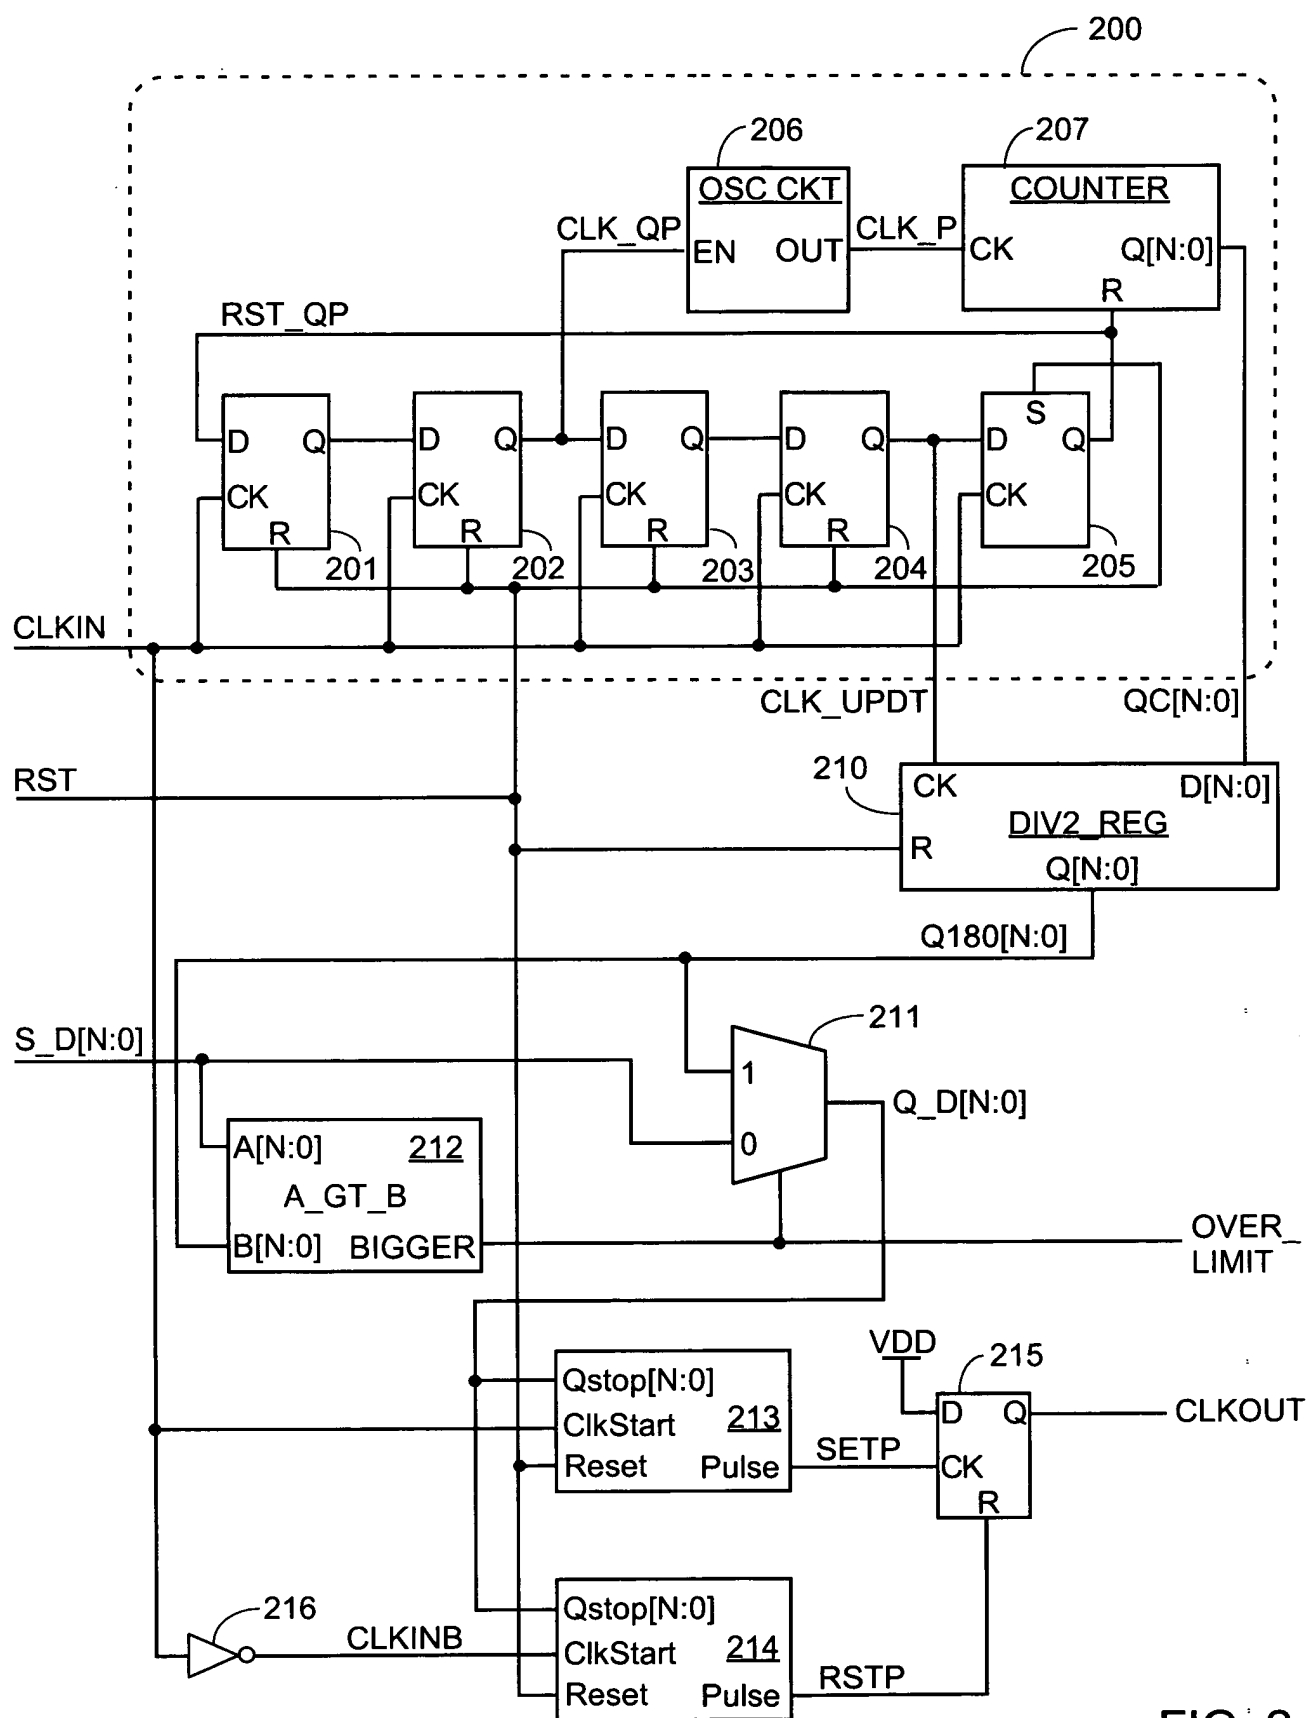 200
206
207
OSC CKT
COUNTER
CLK_QP
EN
OUT
CLK_P
CK
Q[N:0]
R
RST_QP
D
Q
CK
R
201
D
Q
CK
R
202
D
Q
CK
R
203
D
Q
CK
R
204
S
D
Q
CK
205
CLKIN
CLK_UPDT
QC[N:0]
RST
210
CK
D[N:0]
DIV2_REG
R
Q[N:0]
Q180[N:0]
S_D[N:0]
211
1
0
Q_D[N:0]
A[N:0]
212
A_GT_B
B[N:0]
BIGGER
OVER_
LIMIT
VDD
215
Qstop[N:0]
ClkStart
213
Reset
Pulse
SETP
D
Q
CK
R
CLKOUT
216
CLKINB
Qstop[N:0]
ClkStart
214
Reset
Pulse
RSTP